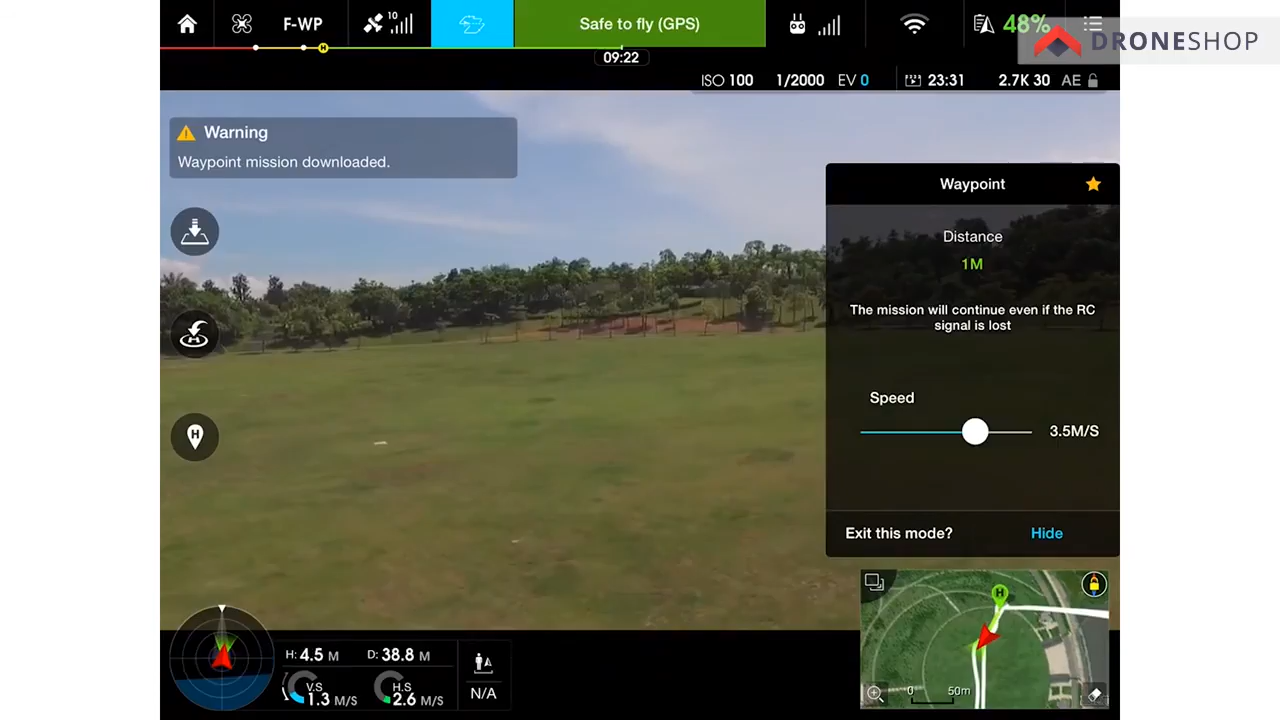 F-WP
10
Safe to fly (GPS)
48%
DRONESHOP
09:22
ISO 100 1/2000 EV 0 23:31 2.7K 30 AE
Warning
Waypoint mission downloaded.
Waypoint
Distance
1M
The mission will continue even if the RC
signal is lost
Speed
3.5M/S
Exit this mode? Hide
H
H
H
H
H: 4.5 M D: 38.8 M
V.S 1.3 M/S H.S 2.6 M/S
N/A
0 50m